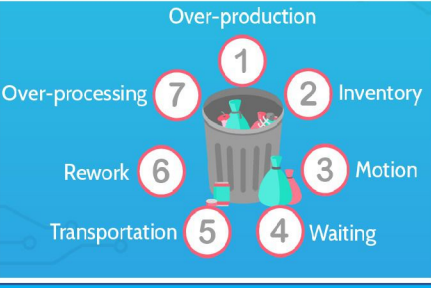 Over-production
1
Over-processing 7 2 Inventory
Rework 6 3 Motion
Transportation 5 4 Waiting